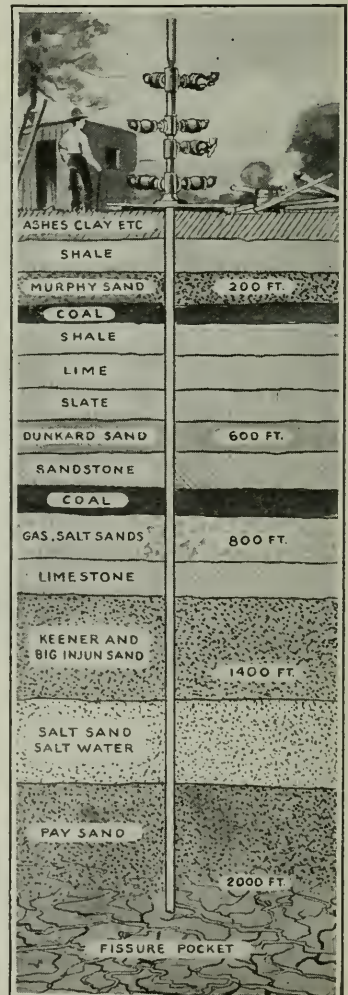 ASHES CLAY ETC
SHALE
MURPHY SAND 200 FT.
COAL
SHALE
LIME
SLATE
DUNKARD SAND 600 FT.
SANDSTONE
COAL
GAS, SALT SANDS 800 FT.
LIMESTONE
KEENER AND
BIG INJUN SAND
1400 FT.
SALT SAND
SALT WATER
PAY SAND
2000 FT.
FISSURE POCKET